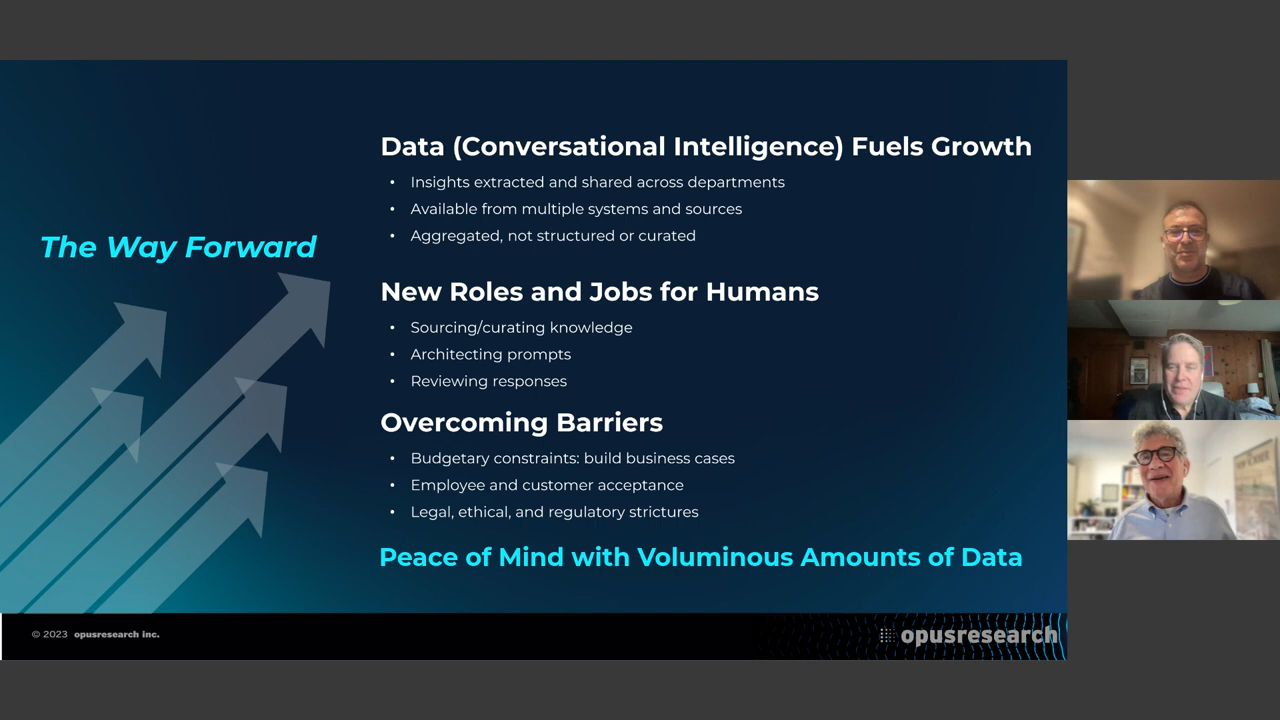 The Way Forward
Data (Conversational Intelligence) Fuels Growth
• Insights extracted and shared across departments
• Available from multiple systems and sources
• Aggregated, not structured or curated
New Roles and Jobs for Humans
• Sourcing/curating knowledge
• Architecting prompts
• Reviewing responses
Overcoming Barriers
• Budgetary constraints: build business cases
• Employee and customer acceptance
• Legal, ethical, and regulatory strictures
Peace of Mind with Voluminous Amounts of Data
© 2023 opusresearch inc.
opusresearch